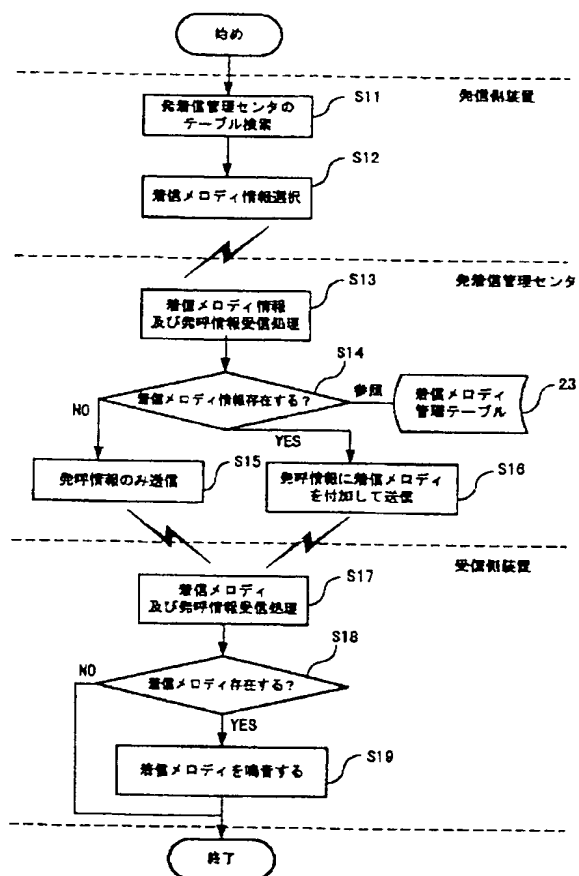 始め
発信側装置
S11
発着信管理センタの
テーブル検索
S12
着信メロディ情報選択
発着信管理センタ
S13
着信メロディ情報
及び発呼情報受信処理
S14
着信メロディ情報存在する？
参照
着信メロディ
管理テーブル
23
NO
YES
発呼情報のみ送信
S15
発呼情報に着信メロディ
を付加して送信
S16
受信側装置
着信メロディ
及び発呼情報受信処理
S17
S18
着信メロディ存在する？
NO
YES
着信メロディを鳴音する
S19
終了